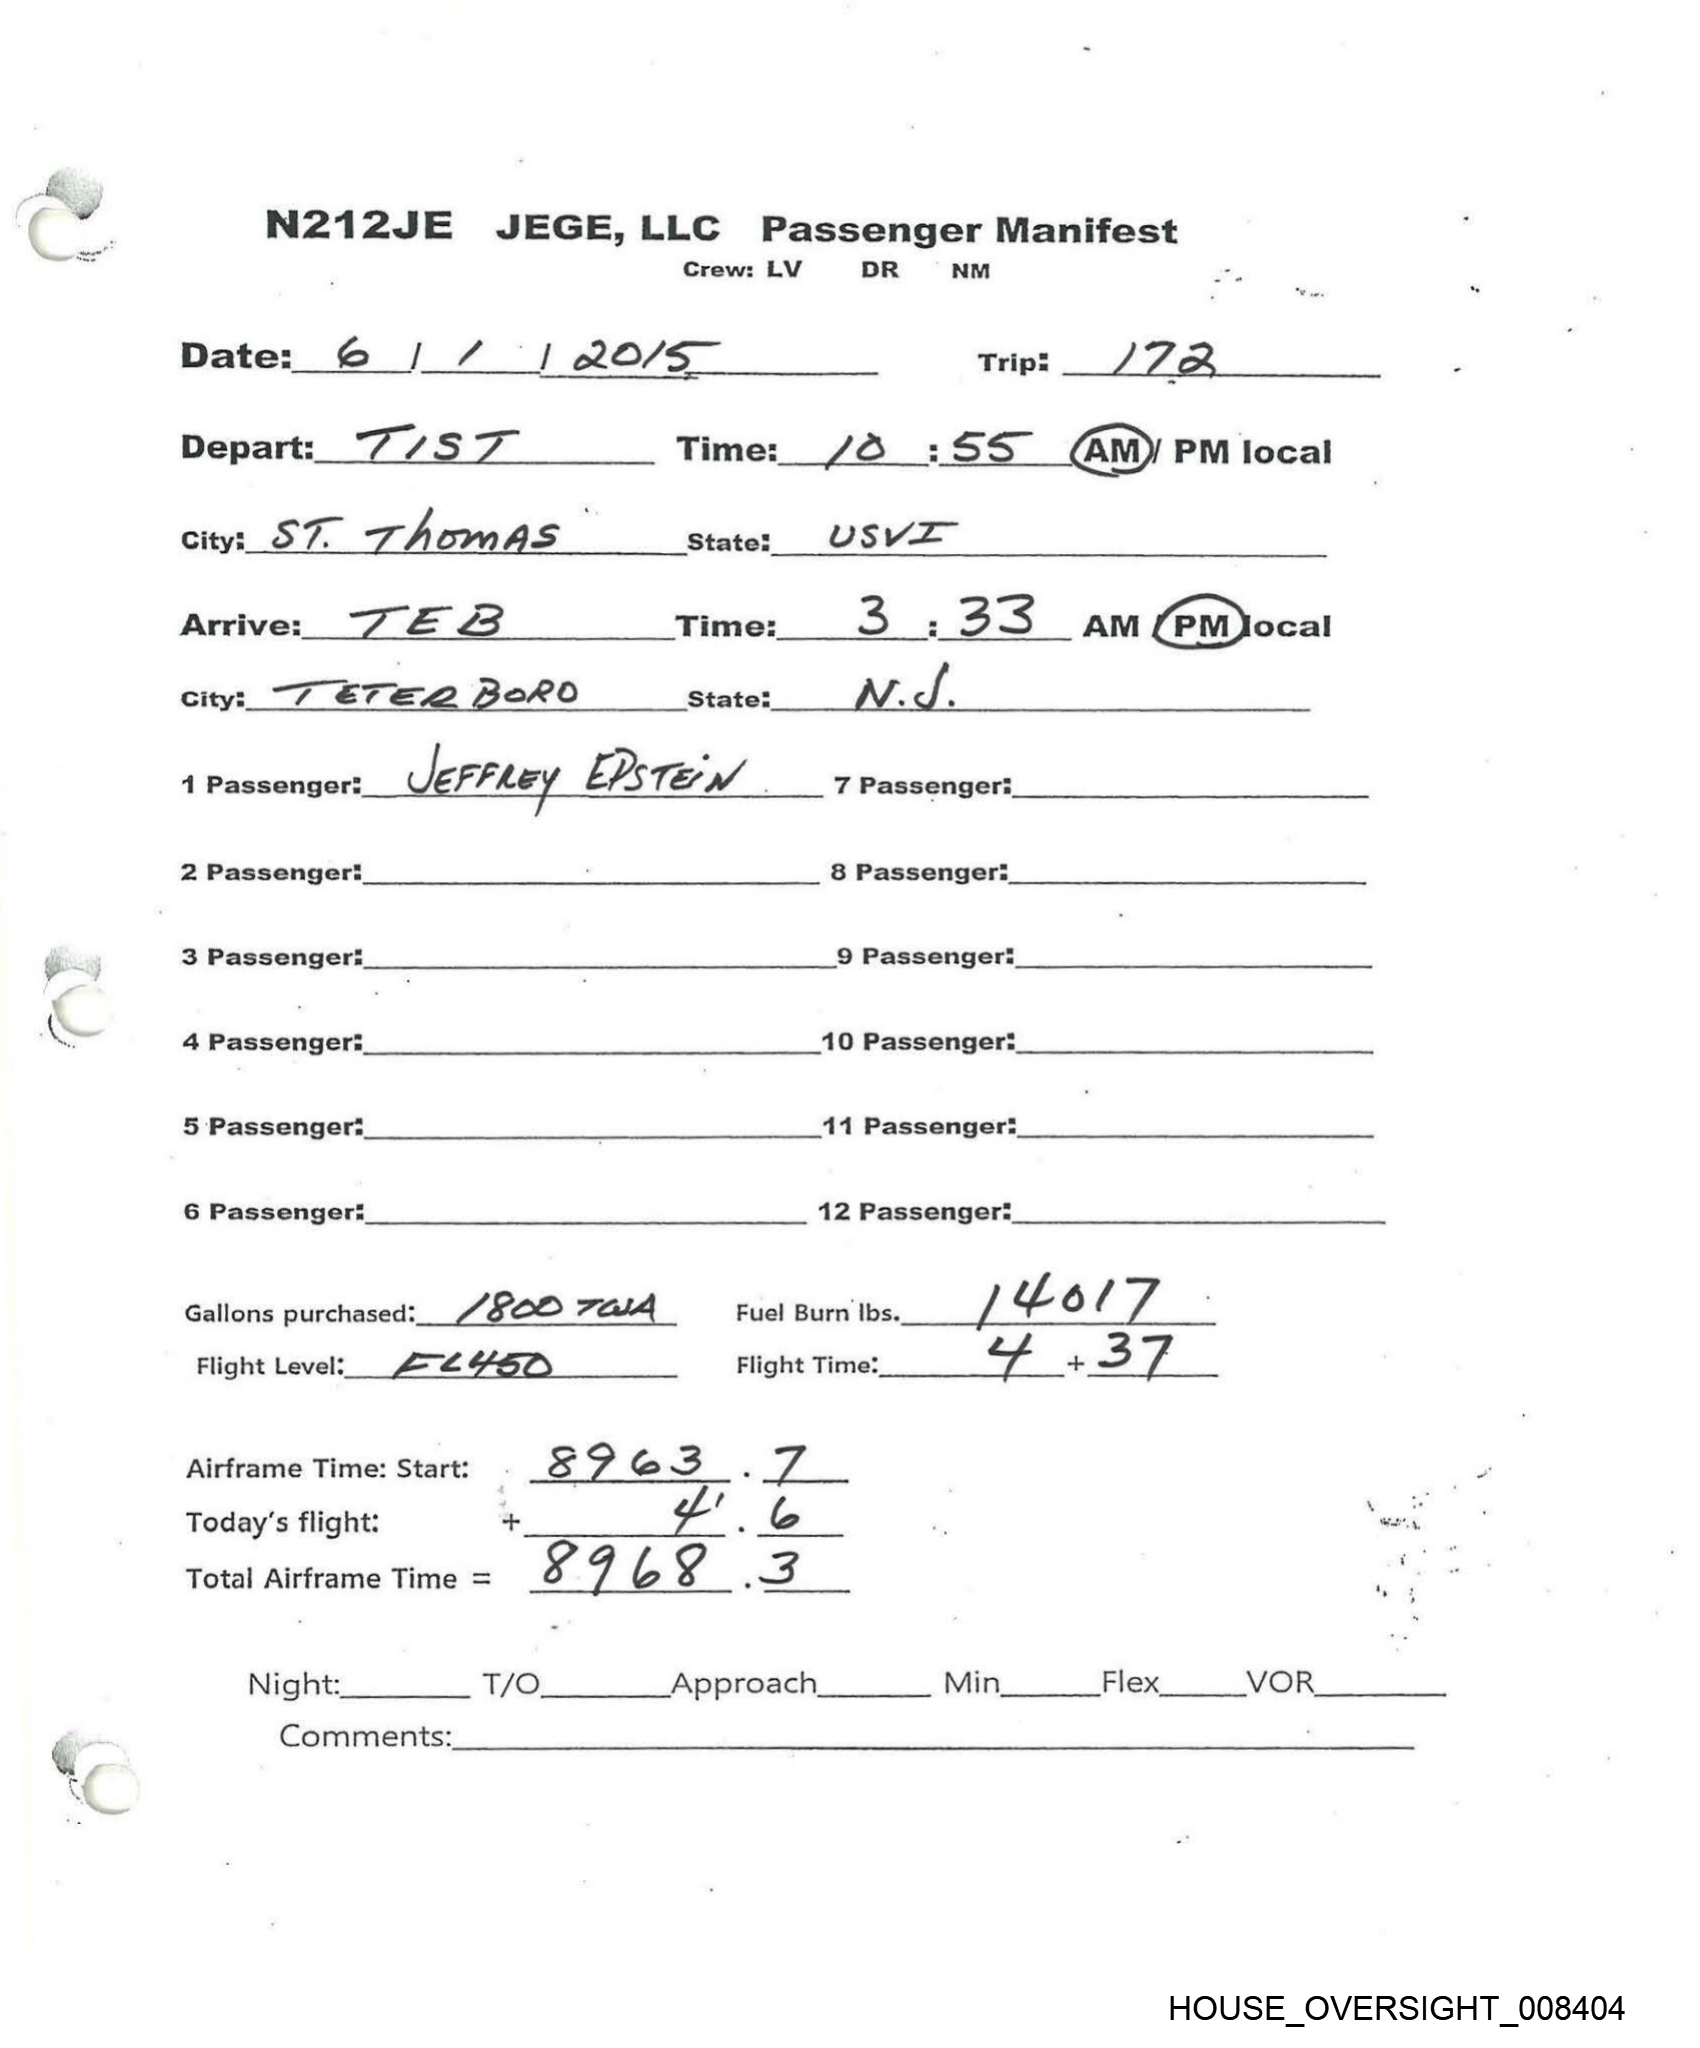 N212JE JEGE, LLC Passenger Manifest
Crew: LV DR NM
Date: 6 / 1 / 2015 Trip: 172
Depart: TIST Time: 10 : 55 AM / PM local
City: ST. Thomas State: USVI
Arrive: TEB Time: 3 : 33 AM / PM local
City: TETERBORO State: N.J.
1 Passenger: JEFFREY EPSTEIN 7 Passenger:
2 Passenger: 8 Passenger:
3 Passenger: 9 Passenger:
4 Passenger: 10 Passenger:
5 Passenger: 11 Passenger:
6 Passenger: 12 Passenger:
Gallons purchased: 1800 Fuel Burn lbs. 14017
Flight Level: FL450 Flight Time: 4 + 37
Airframe Time: Start: 8963 . 7
Today's flight: + 4 . 6
Total Airframe Time = 8968 . 3
Night: T/O Approach Min Flex VOR
Comments:
HOUSE_OVERSIGHT_008404